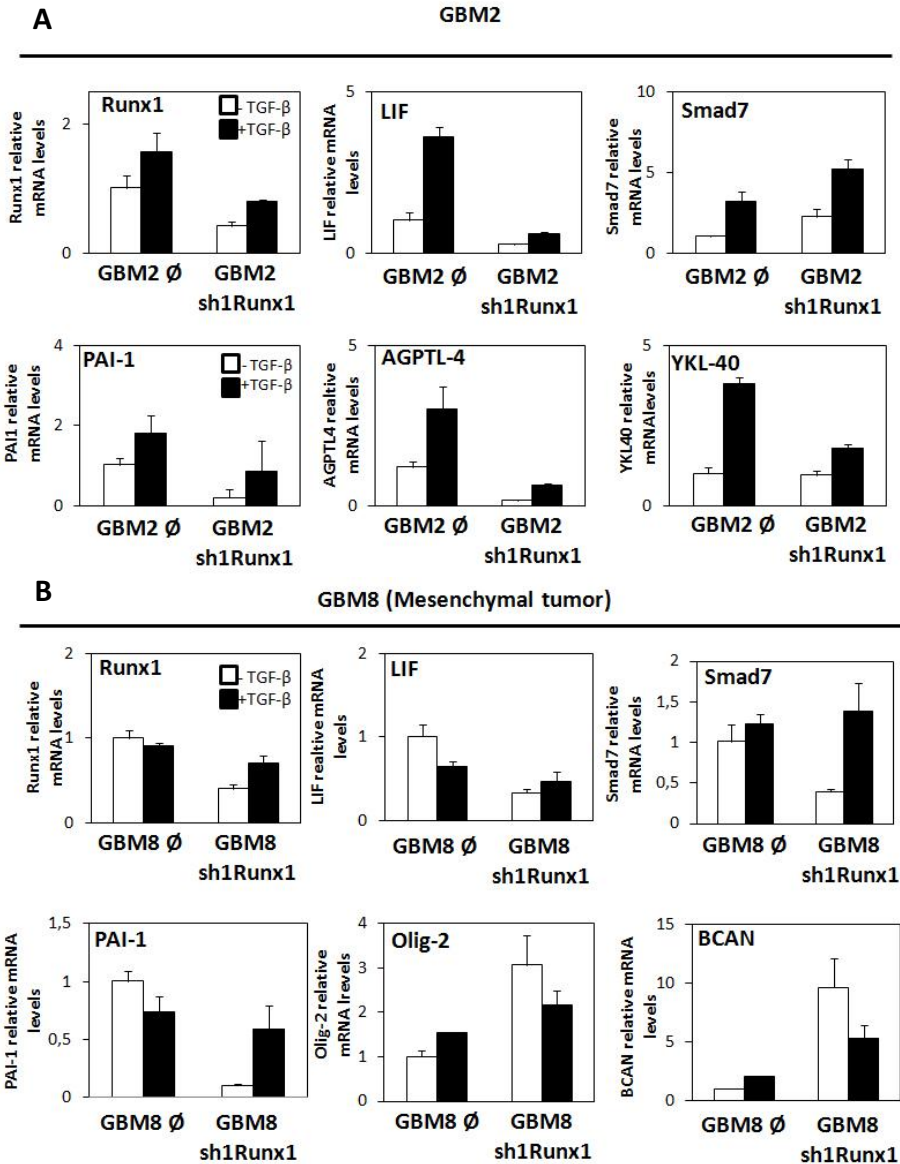 A
GBM2
Runx1 relative
mRNA levels
2
0
Runx1
- TGF-β
+TGF-β
GBM2 Ø
GBM2
sh1Runx1
LIF relative mRNA
levels
5
0
LIF
GBM2 Ø
GBM2
sh1Runx1
Smad7 relative
mRNA levels
10
5
0
Smad7
GBM2 Ø
GBM2
sh1Runx1
PAI1 relative
mRNA levels
4
2
0
PAI-1
- TGF-β
+TGF-β
GBM2 Ø
GBM2
sh1Runx1
AGPTL4 realtive
mRNA levels
5
0
AGPTL-4
GBM2 Ø
GBM2
sh1Runx1
YKL40 relative
mRNAlevels
5
0
YKL-40
GBM2 Ø
GBM2
sh1Runx1
B
GBM8 (Mesenchymal tumor)
Runx1 relative
mRNA levels
2
1
0
Runx1
- TGF-β
+TGF-β
GBM8 Ø
GBM8
sh1Runx1
LIF realtive mRNA
levels
2
1
0
LIF
GBM8 Ø
GBM8
sh1Runx1
Smad7 relative
mRNA levels
2
1,5
1
0,5
0
Smad7
GBM8 Ø
GBM8
sh1Runx1
PAI-1 relative mRNA
levels
1,5
1
0,5
0
PAI-1
GBM8 Ø
GBM8
sh1Runx1
Olig-2 relative
mRNA lrevels
4
3
2
1
0
Olig-2
GBM8 Ø
GBM8
sh1Runx1
BCAN relative mRNA
levels
15
10
5
0
BCAN
GBM8 Ø
GBM8
sh1Runx1